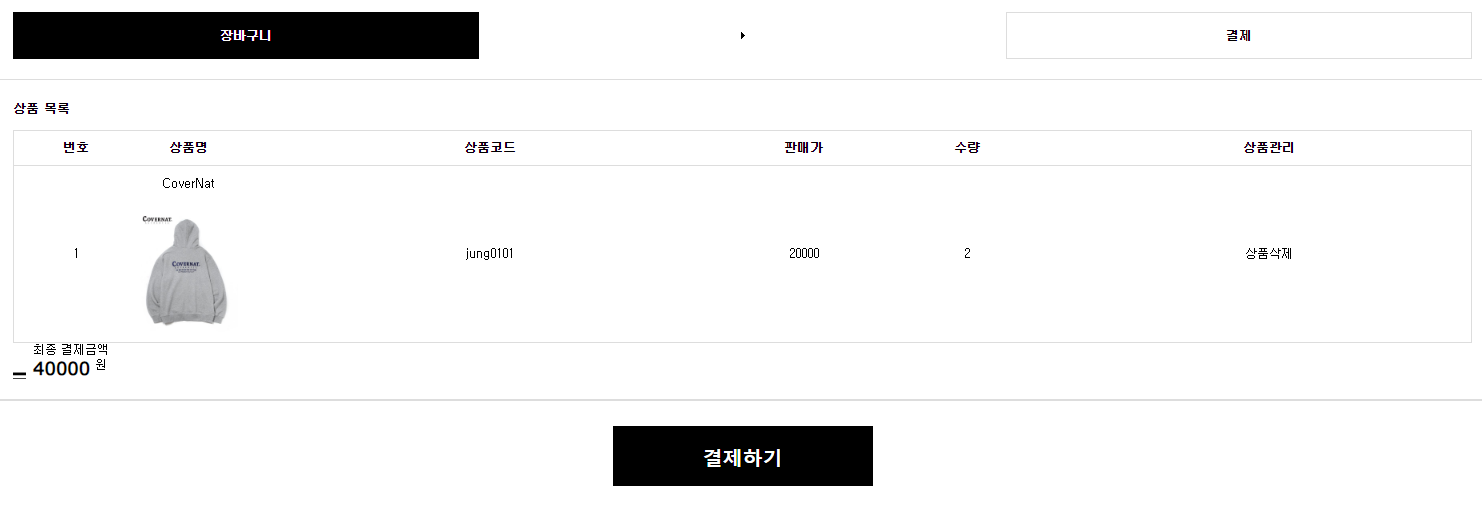 장바구니
결제
상품 목록
번호 상품명 상품코드 판매가 수량 상품관리
CoverNat
COVERNAT.
COVERNAT.
1 jung0101 20000 2 상품삭제
최종 결제금액
40000 원
결제하기